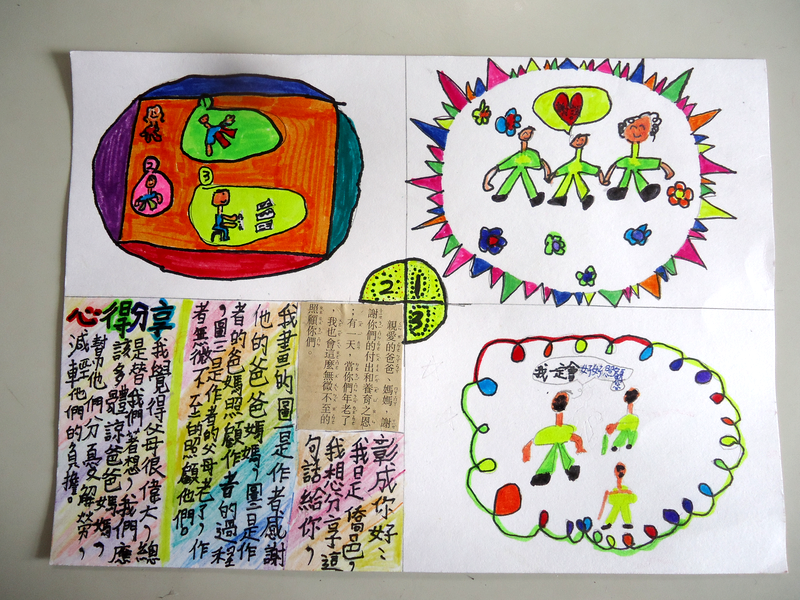 1
2
3
2 1
3
我一定會好好照顧
彰成你好：
我是僑邑，
我想分享這
句話給你，
親愛的爸爸、媽媽，謝
謝你們的付出和養育之恩
；有一天，當你們年老了
，我也會這麼無微不至的
照顧你們。
我畫的圖一是作者感謝
他的爸爸媽媽，圖二是作
者的爸媽照顧作者的過程
，圖三是作者的父母老了，作
者無微不至的照顧他們。
心得分享
我覺得父母很偉大，總
是替我們著想，我們應
該多體諒爸爸媽媽，
幫他們分憂解勞，
減輕他們的負擔。